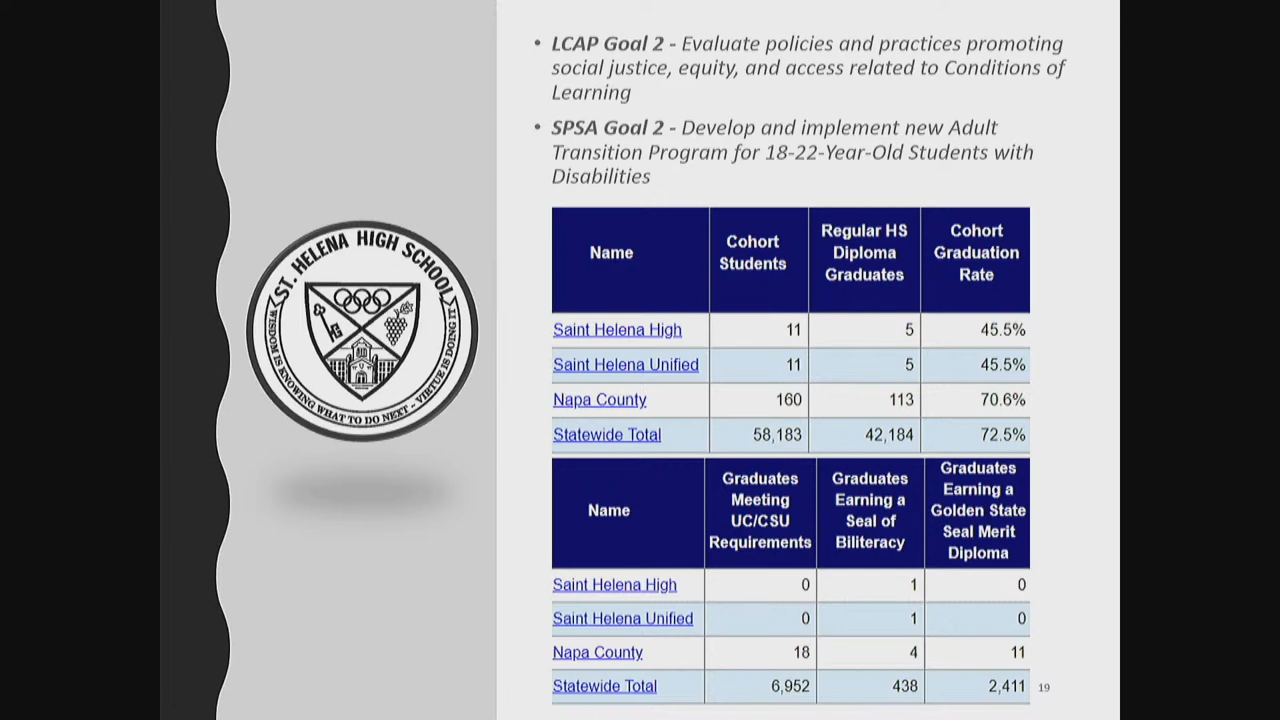 • LCAP Goal 2 - Evaluate policies and practices promoting
social justice, equity, and access related to Conditions of
Learning
• SPSA Goal 2 - Develop and implement new Adult
Transition Program for 18-22-Year-Old Students with
Disabilities
ST. HELENA HIGH SCHOOL
WISDOM IS KNOWING WHAT TO DO NEXT ~ VIRTUE IS DOING IT
Name Cohort Students Regular HS Diploma Graduates Cohort Graduation Rate
Saint Helena High 11 5 45.5%
Saint Helena Unified 11 5 45.5%
Napa County 160 113 70.6%
Statewide Total 58,183 42,184 72.5%
Name Graduates Meeting UC/CSU Requirements Graduates Earning a Seal of Biliteracy Graduates Earning a Golden State Seal Merit Diploma
Saint Helena High 0 1 0
Saint Helena Unified 0 1 0
Napa County 18 4 11
Statewide Total 6,952 438 2,411
19